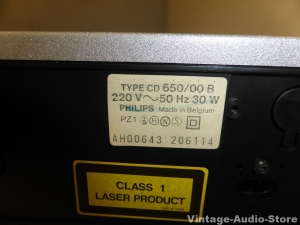 TYPE CD 650/00 B
220 V ~ 50 Hz 30 W
PHILIPS Made in Belgium
PZ1
AH00643 206114
CLASS 1
LASER PRODUCT
Vintage-Audio-Store